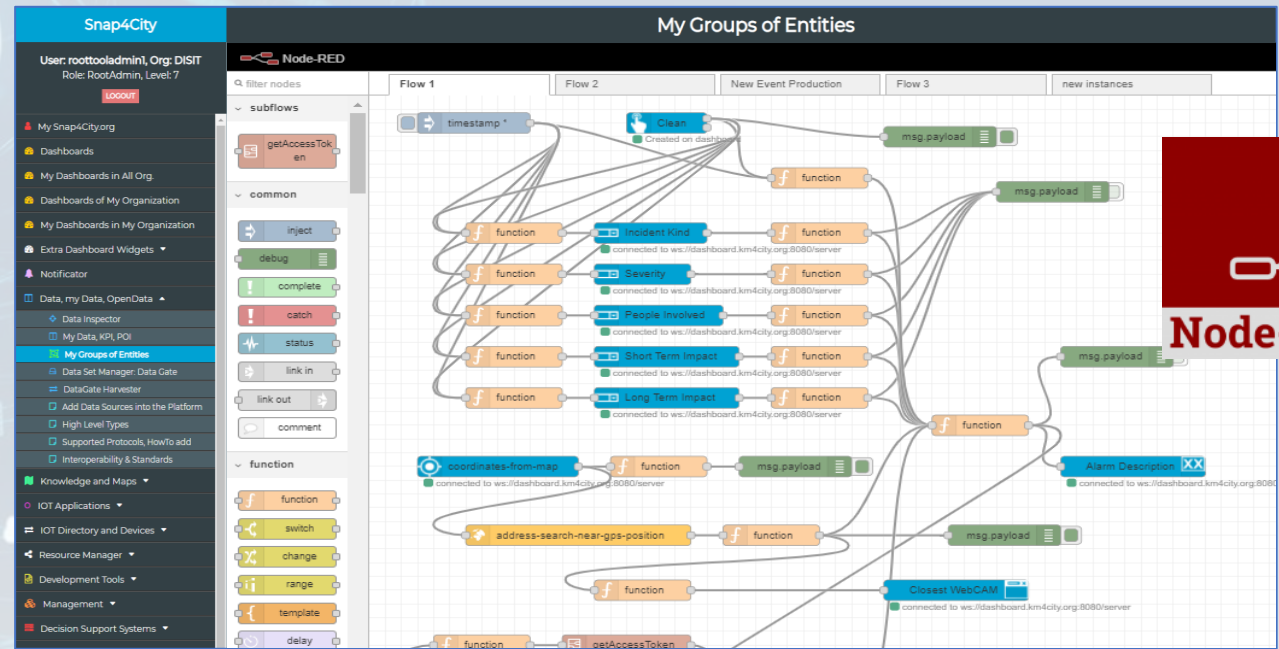 Snap4City
My Groups of Entities
User: roottooladmin1, Org: DISIT
Role: RootAdmin, Level: 7
LOGOUT
My Snap4City.org
Dashboards
My Dashboards in All Org.
Dashboards of My Organization
My Dashboards in My Organization
Extra Dashboard Widgets
Notificator
Data, my Data, OpenData
Data Inspector
My Data, KPI, POI
My Groups of Entities
Data Set Manager: Data Gate
DataGate Harvester
Add Data Sources into the Platform
High Level Types
Supported Protocols, HowTo add
Interoperability & Standards
Knowledge and Maps
IOT Applications
IOT Directory and Devices
Resource Manager
Development Tools
Management
Decision Support Systems
Node-RED
filter nodes
subflows
getAccessTok
en
common
inject
debug
complete
catch
status
link in
link out
comment
function
function
switch
change
range
template
delay
Flow 1
Flow 2
New Event Production
Flow 3
new instances
timestamp *
Clean
Created on dashboard
msg.payload
function
msg.payload
function
Incident Kind
function
connected to ws://dashboard.km4city.org:8080/server
function
Severity
function
connected to ws://dashboard.km4city.org:8080/server
function
People Involved
function
connected to ws://dashboard.km4city.org:8080/server
function
Short Term Impact
function
msg.payload
connected to ws://dashboard.km4city.org:8080/server
function
Long Term Impact
function
connected to ws://dashboard.km4city.org:8080/server
function
coordinates-from-map
function
msg.payload
Alarm Description
XX
connected to ws://dashboard.km4city.org:8080/server
connected to ws://dashboard.km4city.org:8080
address-search-near-gps-position
function
msg.payload
function
Closest WebCAM
connected to ws://dashboard.km4city.org:8080/server
function
getAccessToken
Node